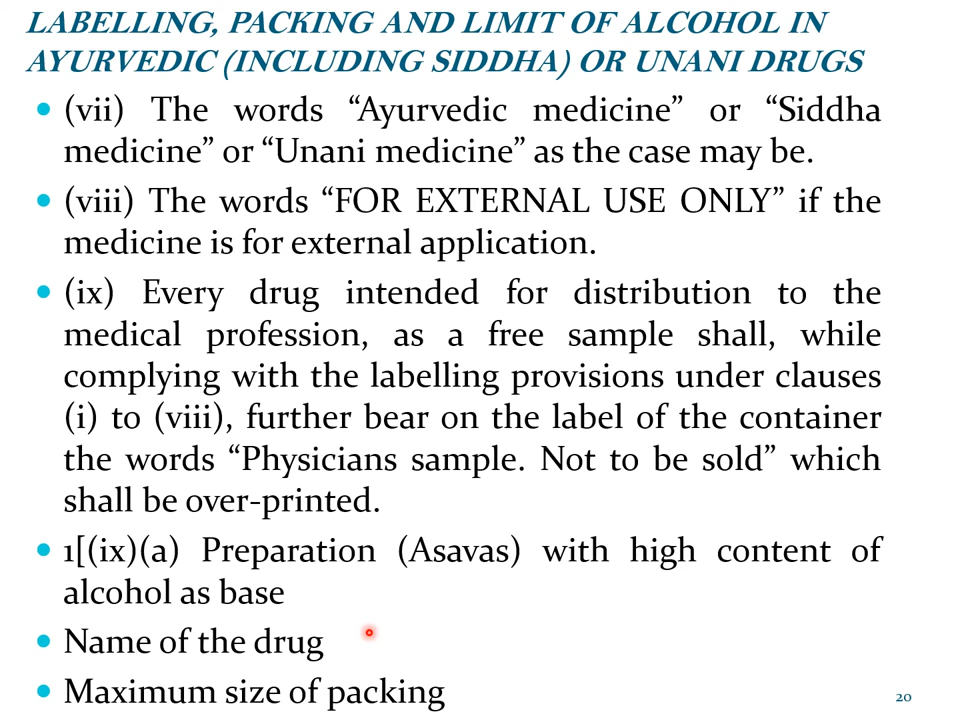 LABELLING, PACKING AND LIMIT OF ALCOHOL IN
AYURVEDIC (INCLUDING SIDDHA) OR UNANI DRUGS
• (vii) The words “Ayurvedic medicine” or “Siddha
medicine” or “Unani medicine” as the case may be.
• (viii) The words “FOR EXTERNAL USE ONLY” if the
medicine is for external application.
• (ix) Every drug intended for distribution to the
medical profession, as a free sample shall, while
complying with the labelling provisions under clauses
(i) to (viii), further bear on the label of the container
the words “Physicians sample. Not to be sold” which
shall be over-printed.
• 1[(ix)(a) Preparation (Asavas) with high content of
alcohol as base
• Name of the drug
• Maximum size of packing
20